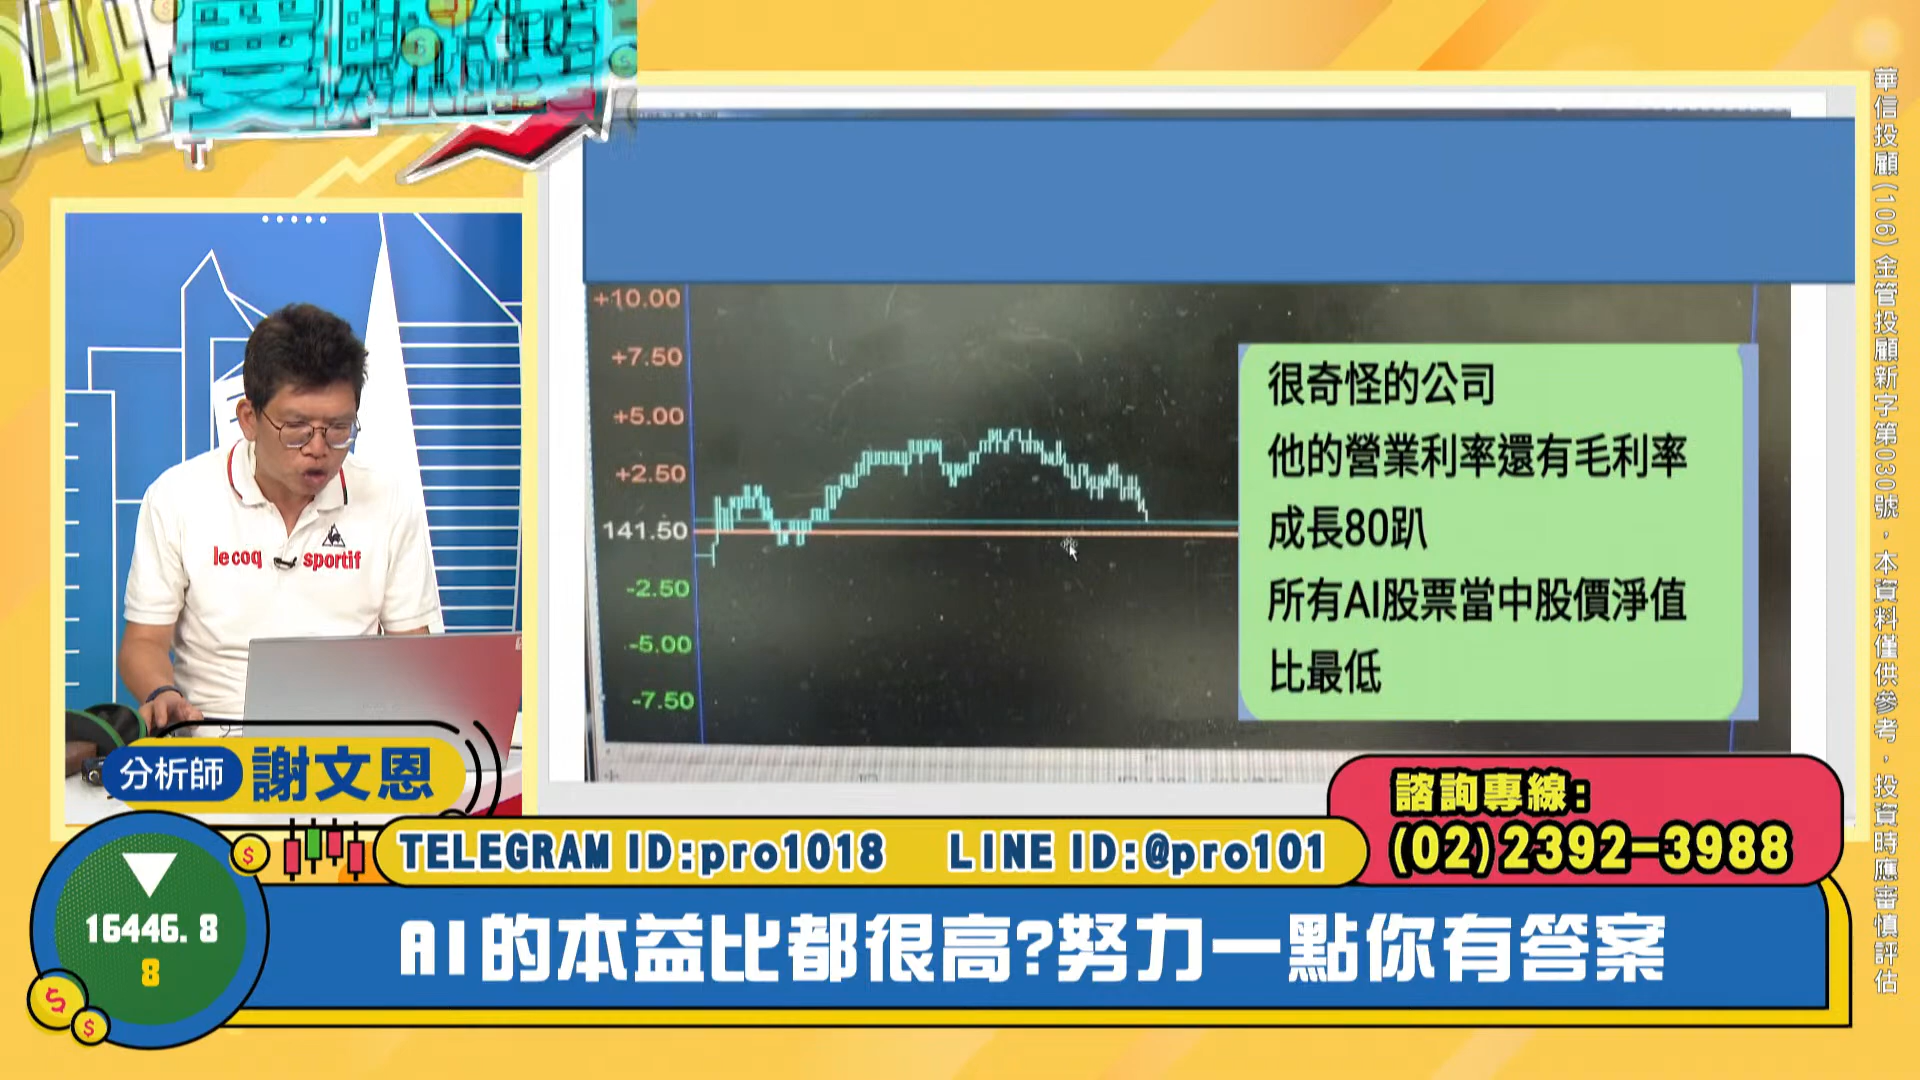 +10.00
+7.50
+5.00
+2.50
141.50
-2.50
-5.00
-7.50
很奇怪的公司
他的營業利率還有毛利率
成長80趴
所有AI股票當中股價淨值
比最低
le coq sportif
分析師 謝文恩
諮詢專線:
(02)2392-3988
TELEGRAM ID:pro1018 LINE ID:@pro101
16446.8
8
AI的本益比都很高?努力一點你有答案
華信投顧(106)金管投顧新字第030號,本資料僅供參考,投資時應審慎評估